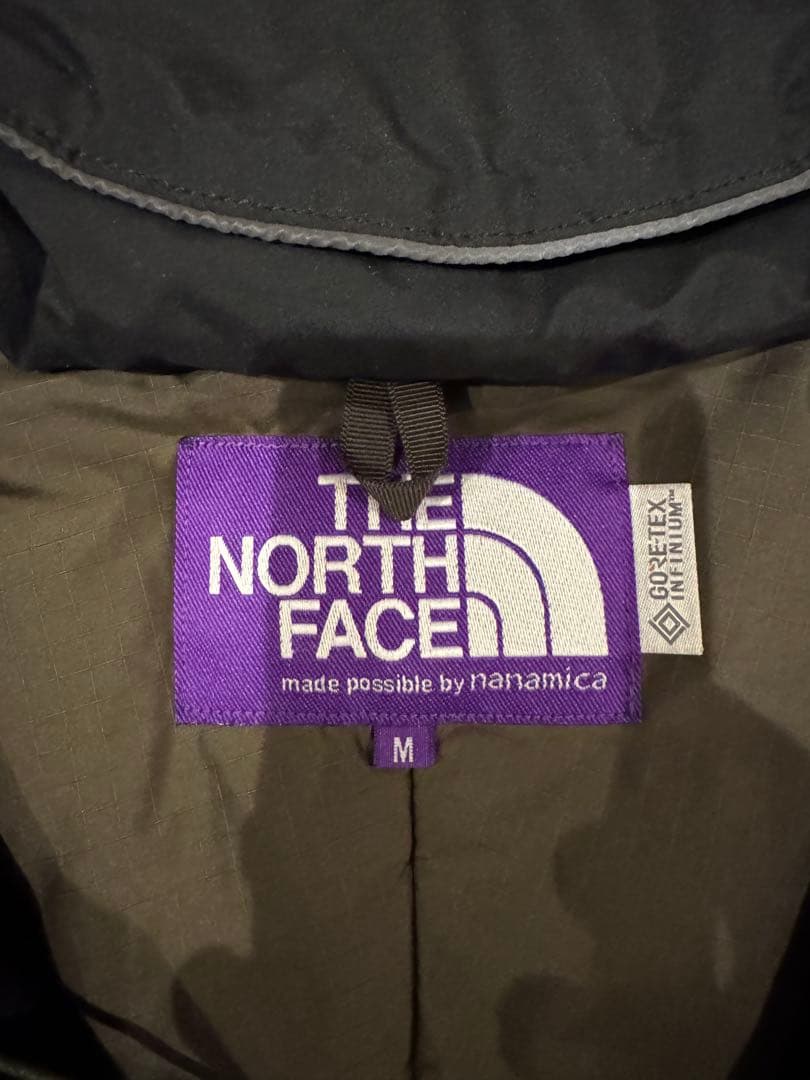 THE
NORTH
FACE
made possible by nanamica
M
GORE-TEX
INFINIUM™